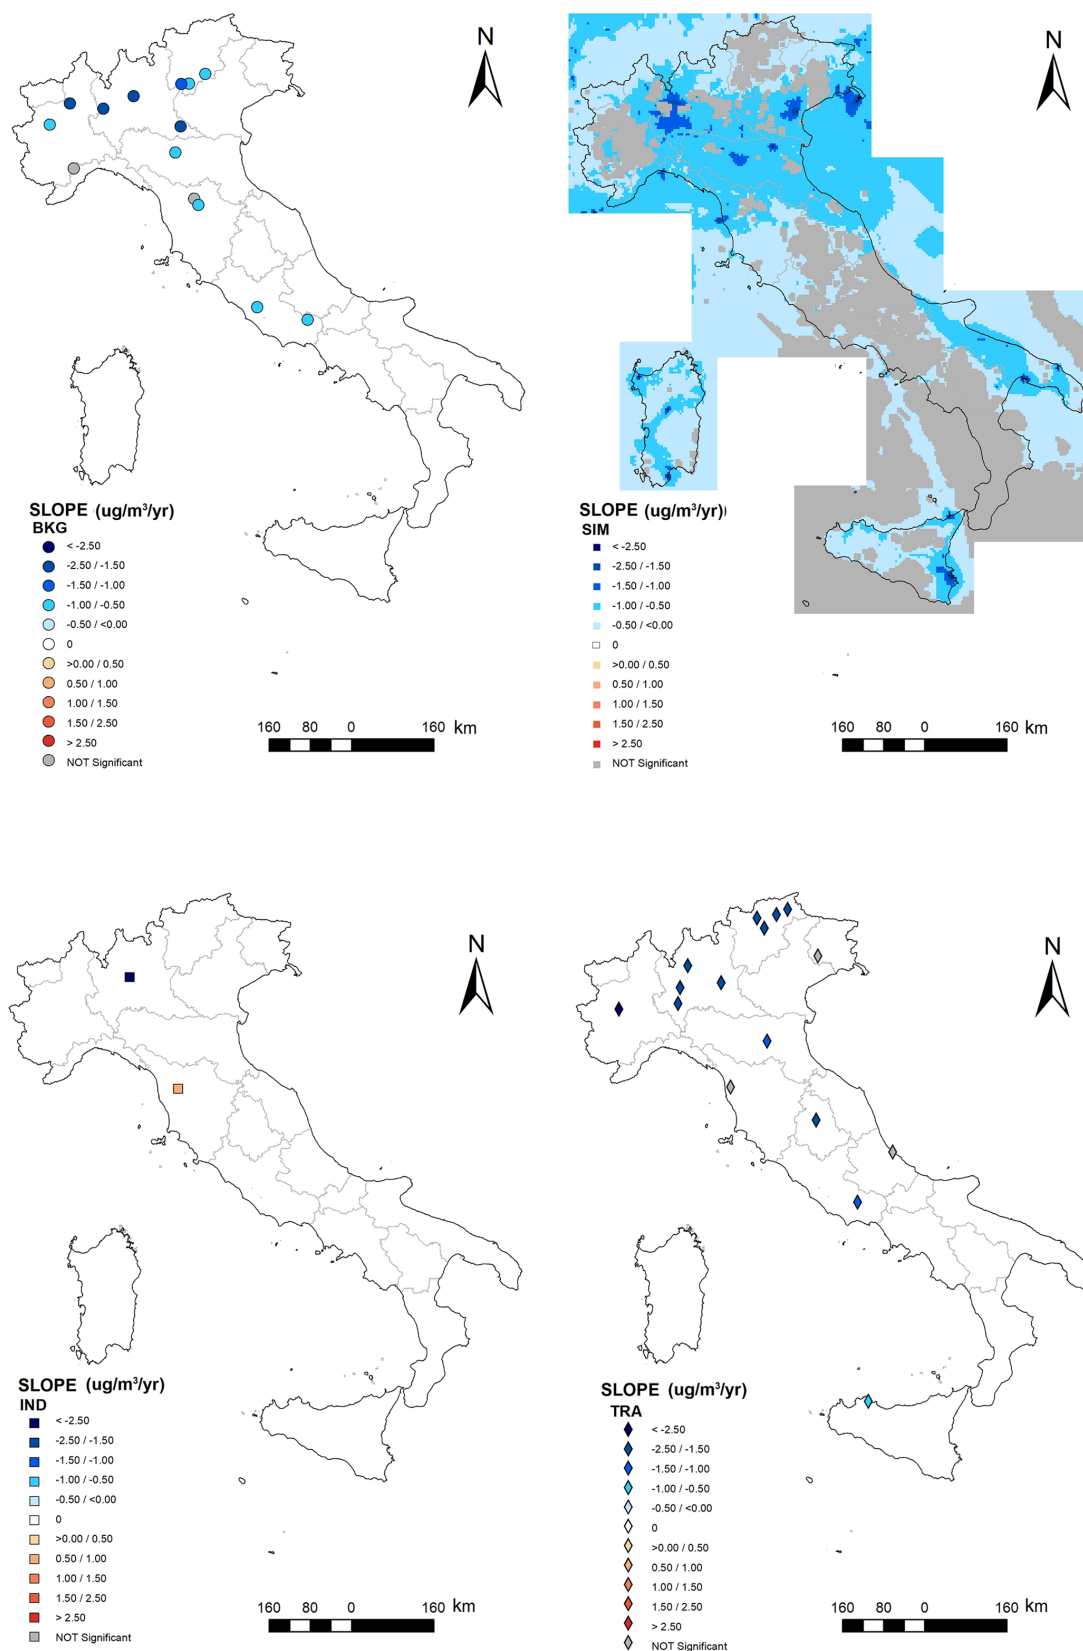 N
SLOPE (ug/m³/yr)
BKG
< -2.50
-2.50 / -1.50
-1.50 / -1.00
-1.00 / -0.50
-0.50 / <0.00
0
>0.00 / 0.50
0.50 / 1.00
1.00 / 1.50
1.50 / 2.50
> 2.50
NOT Significant
160 80 0 160 km
N
SLOPE (ug/m³/yr)
SIM
< -2.50
-2.50 / -1.50
-1.50 / -1.00
-1.00 / -0.50
-0.50 / <0.00
0
>0.00 / 0.50
0.50 / 1.00
1.00 / 1.50
1.50 / 2.50
> 2.50
NOT Significant
160 80 0 160 km
N
SLOPE (ug/m³/yr)
IND
< -2.50
-2.50 / -1.50
-1.50 / -1.00
-1.00 / -0.50
-0.50 / <0.00
0
>0.00 / 0.50
0.50 / 1.00
1.00 / 1.50
1.50 / 2.50
> 2.50
NOT Significant
160 80 0 160 km
N
SLOPE (ug/m³/yr)
TRA
< -2.50
-2.50 / -1.50
-1.50 / -1.00
-1.00 / -0.50
-0.50 / <0.00
0
>0.00 / 0.50
0.50 / 1.00
1.00 / 1.50
1.50 / 2.50
> 2.50
NOT Significant
160 80 0 160 km